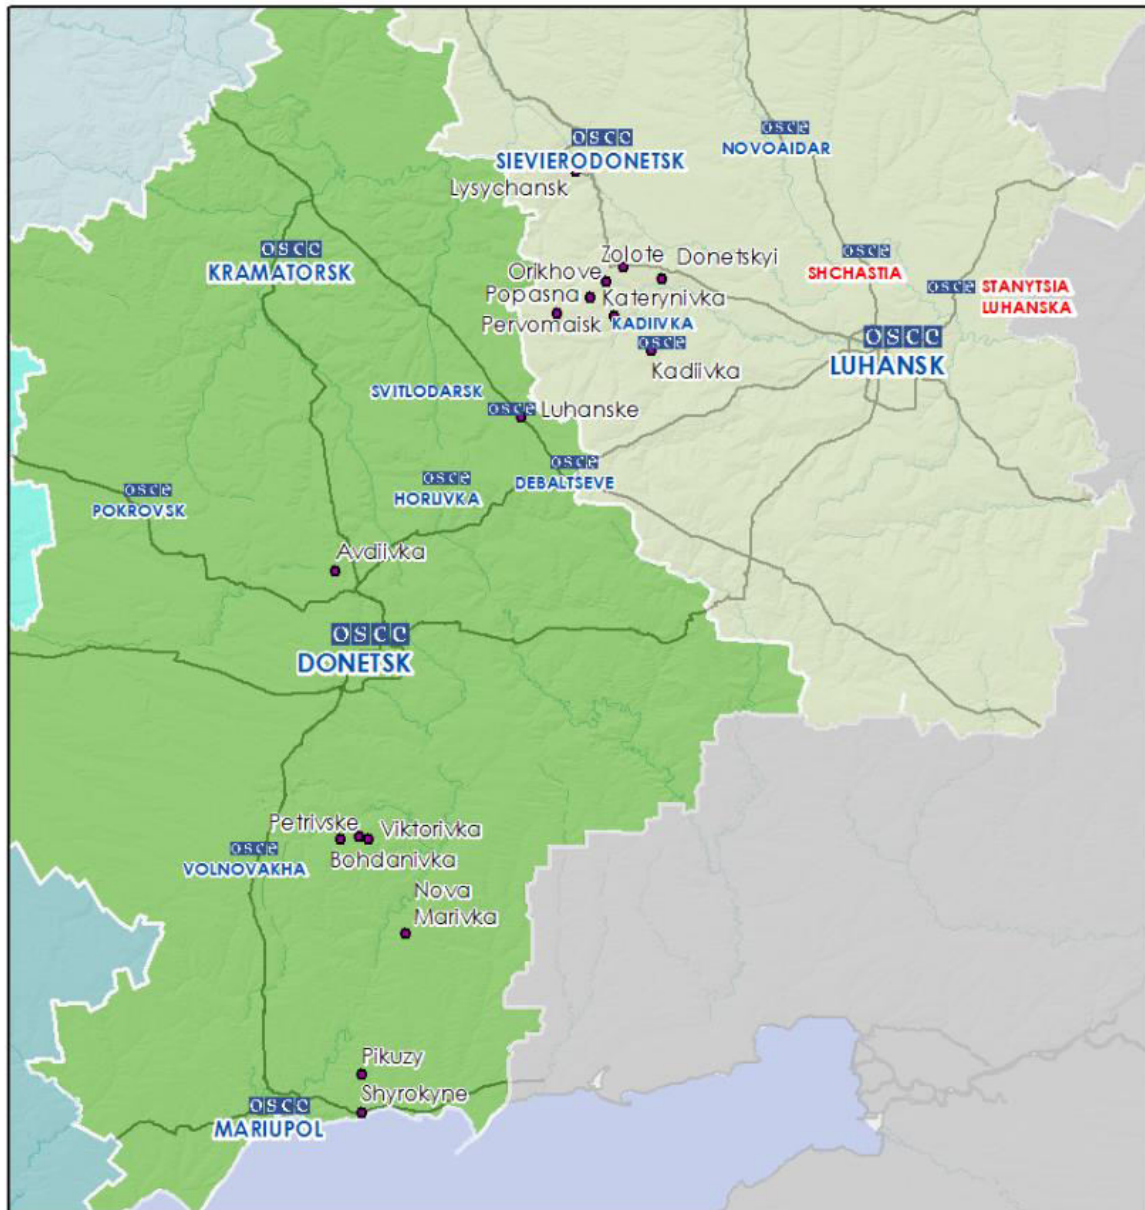 osce
SIEVIERODONETSK
Lysychansk
osce
NOVOAIDAR
osce
KRAMATORSK
Zolote
Donetskyi
Orikhove
Popasna
Katerynivka
Pervomaisk
KADIIVKA
osce
Kadiivka
osce
SHCHASTIA
osce
STANYTSIA
LUHANSKA
osce
LUHANSK
SVITLODARSK
osce
Luhanske
osce
DEBALTSEVE
osce
HORLIVKA
osce
POKROVSK
Avdiivka
osce
DONETSK
Petrivske
Viktorivka
Bohdanivka
osce
VOLNOVAKHA
Nova
Marivka
Pikuzy
Shyrokyne
osce
MARIUPOL